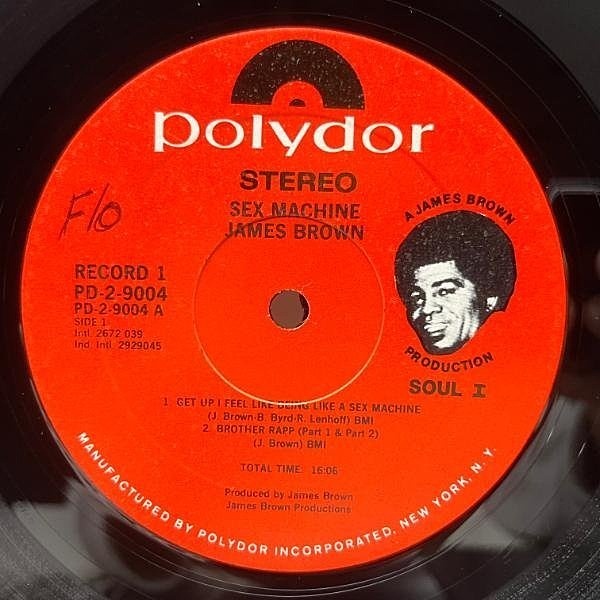 polydor
STEREO
SEX MACHINE
JAMES BROWN
F/o
RECORD 1
PD-2-9004
PD-2-9004 A
SIDE 1
Intl. 2672 039
Ind. Intl. 2929045
A JAMES BROWN
PRODUCTION
SOUL I
1. GET UP I FEEL LIKE BEING LIKE A SEX MACHINE
(J. Brown-B. Byrd-R. Lenhoff) BMI
2. BROTHER RAPP (Part 1 & Part 2)
(J. Brown) BMI
TOTAL TIME: 16:06
Produced by James Brown
James Brown Productions
MANUFACTURED BY POLYDOR INCORPORATED, NEW YORK, N.Y.